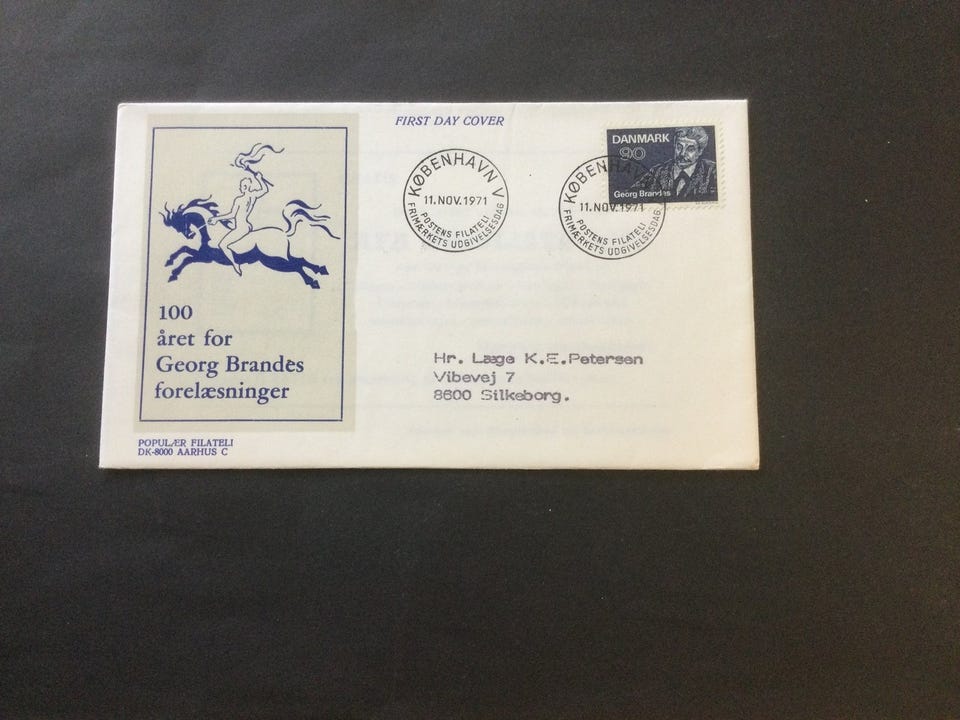 FIRST DAY COVER
100
året for
Georg Brandes
forelæsninger
POPULÆR FILATELI
DK-8000 AARHUS C
KØBENHAVN V
11.NOV.1971
POSTENS FILATELI
FRIMÆRKETS UDGIVELSESDAG
DANMARK
90
Georg Brandes
KØBENHAVN V
11.NOV.1971
POSTENS FILATELI
FRIMÆRKETS UDGIVELSESDAG
Hr. Læge K.E.Petersen
Vibevej 7
8600 Silkeborg.